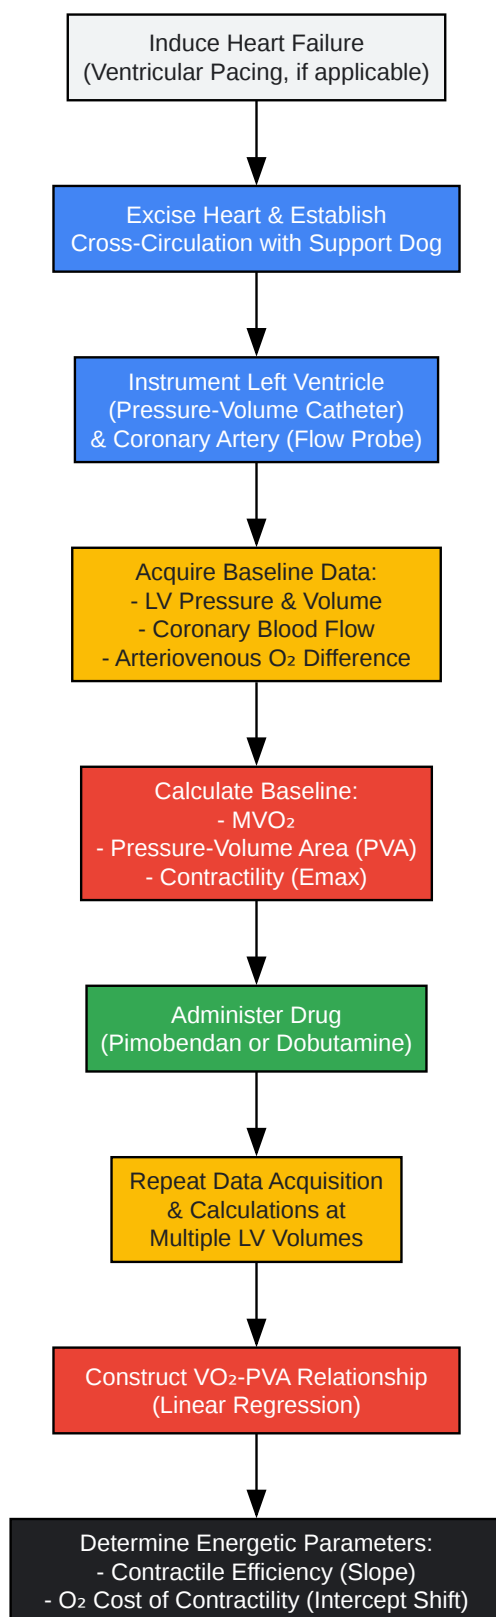 Induce Heart Failure
(Ventricular Pacing, if applicable)
Excise Heart & Establish
Cross-Circulation with Support Dog
Instrument Left Ventricle
(Pressure-Volume Catheter)
& Coronary Artery (Flow Probe)
Acquire Baseline Data:
- LV Pressure & Volume
- Coronary Blood Flow
- Arteriovenous O₂ Difference
Calculate Baseline:
- MVO₂
- Pressure-Volume Area (PVA)
- Contractility (Emax)
Administer Drug
(Pimobendan or Dobutamine)
Repeat Data Acquisition
& Calculations at
Multiple LV Volumes
Construct VO₂-PVA Relationship
(Linear Regression)
Determine Energetic Parameters:
- Contractile Efficiency (Slope)
- O₂ Cost of Contractility (Intercept Shift)